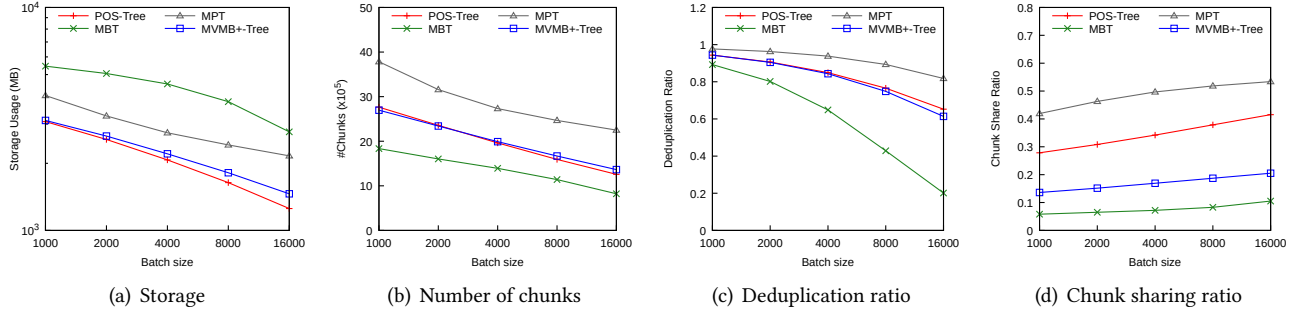 POS-Tree
MBT
MPT
MVMB+-Tree
Storage Usage (MB)
10^4
10^3
1000 2000 4000 8000 16000
Batch size
(a) Storage
POS-Tree
MBT
MPT
MVMB+-Tree
#Chunks (x10^5)
50
40
30
20
10
0
1000 2000 4000 8000 16000
Batch size
(b) Number of chunks
POS-Tree
MBT
MPT
MVMB+-Tree
Deduplication Ratio
1.2
1
0.8
0.6
0.4
0.2
0
1000 2000 4000 8000 16000
Batch size
(c) Deduplication ratio
POS-Tree
MBT
MPT
MVMB+-Tree
Chunk Share Ratio
0.8
0.7
0.6
0.5
0.4
0.3
0.2
0.1
0
1000 2000 4000 8000 16000
Batch size
(d) Chunk sharing ratio